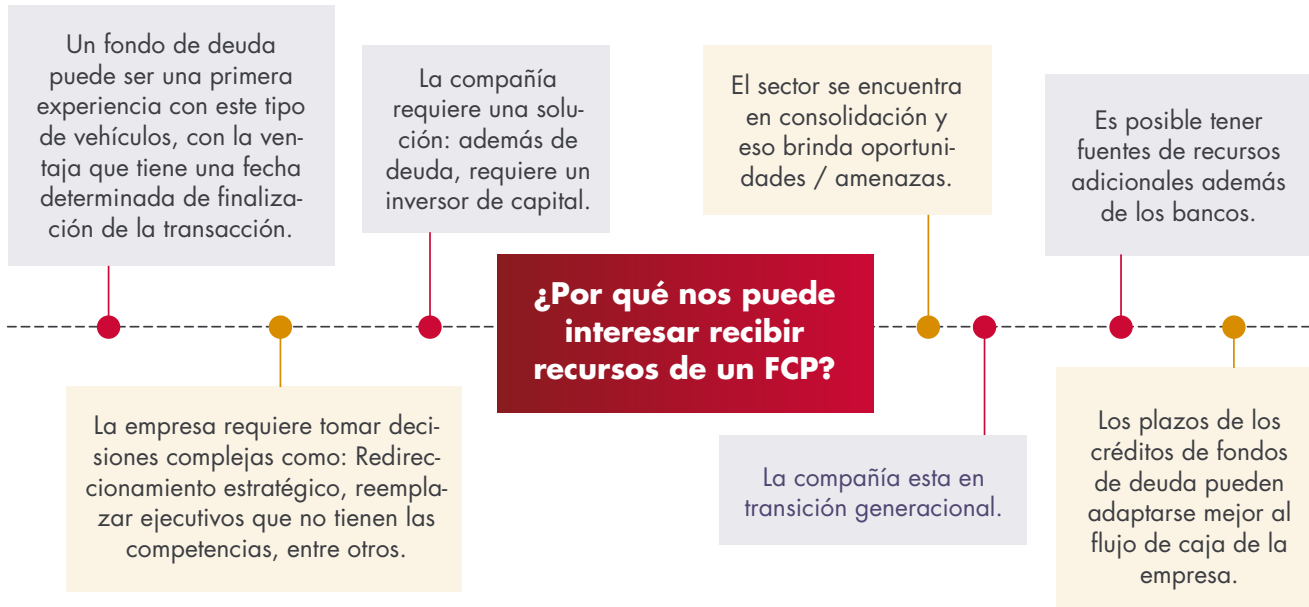 Un fondo de deuda
puede ser una primera
experiencia con este tipo
de vehículos, con la ven-
taja que tiene una fecha
determinada de finaliza-
ción de la transacción.
La empresa requiere tomar deci-
siones complejas como: Redirec-
cionamiento estratégico, reempla-
zar ejecutivos que no tienen las
competencias, entre otros.
La compañía
requiere una solu-
ción: además de
deuda, requiere un
inversor de capital.
¿Por qué nos puede
interesar recibir
recursos de un FCP?
El sector se encuentra
en consolidación y
eso brinda oportuni-
dades / amenazas.
La compañía esta en
transición generacional.
Es posible tener
fuentes de recursos
adicionales además
de los bancos.
Los plazos de los
créditos de fondos
de deuda pueden
adaptarse mejor al
flujo de caja de la
empresa.